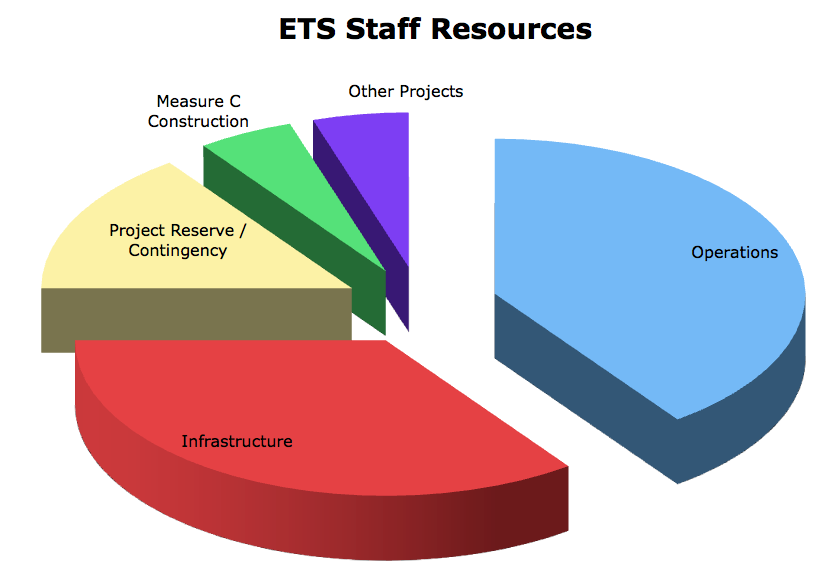 ETS Staff Resources
Other Projects
Measure C
Construction
Project Reserve /
Contingency
Operations
Infrastructure